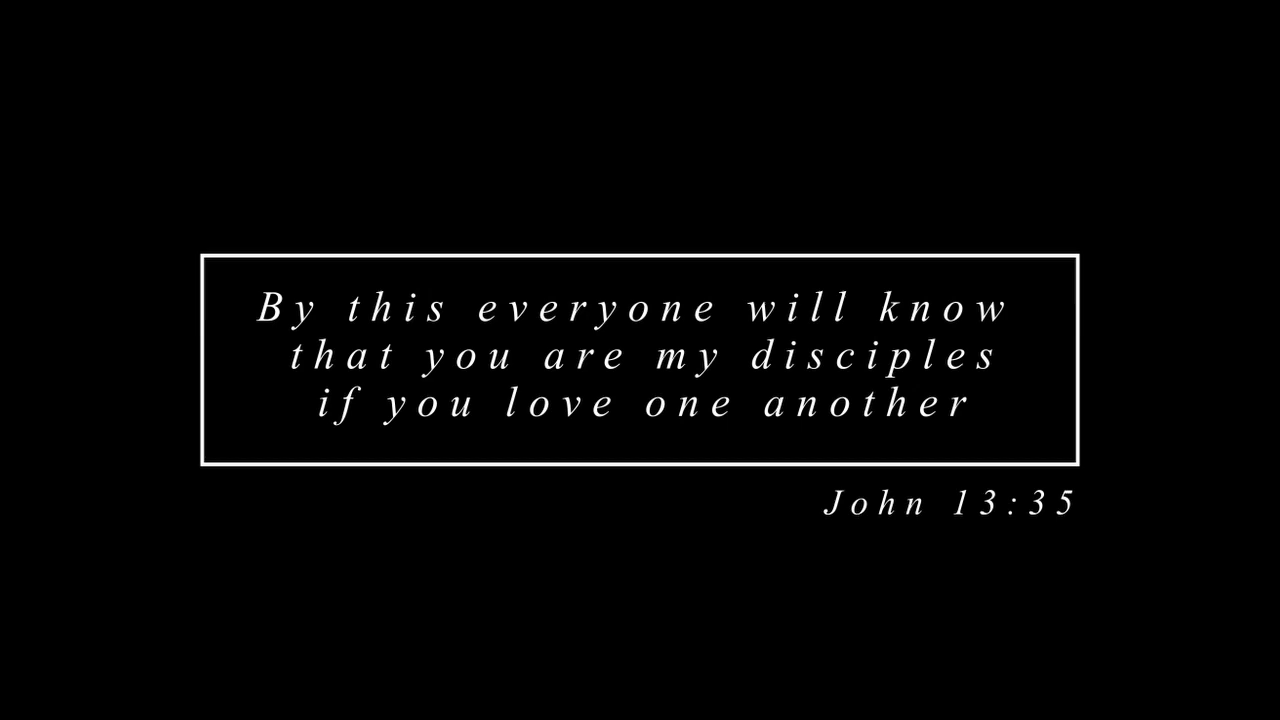 By this everyone will know
that you are my disciples
if you love one another
John 13:35